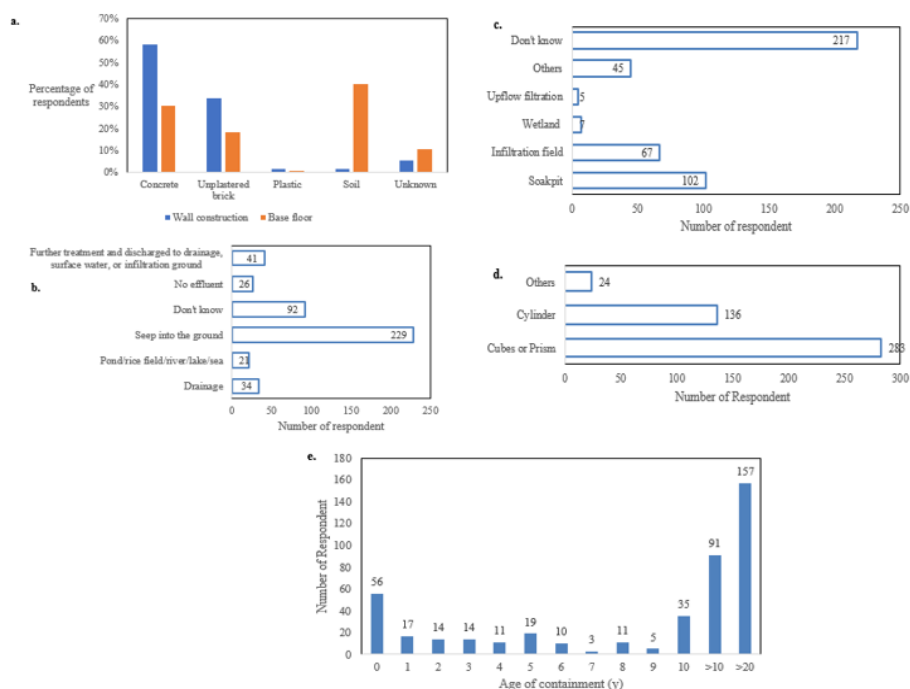 a.
70%
60%
50%
40%
30%
20%
10%
0%
Percentage of
respondents
Concrete
Unplastered
brick
Plastic
Soil
Unknown
Wall construction
Base floor
b.
Further treatment and discharged to drainage,
surface water, or infiltration ground
41
No effluent
26
Don't know
92
Seep into the ground
229
Pond/rice field/river/lake/sea
21
Drainage
34
0 50 100 150 200 250
Number of respondent
c.
Don't know
217
Others
45
Upflow filtration
5
Wetland
7
Infiltration field
67
Soakpit
102
0 50 100 150 200 250
Number of respondent
d.
Others
24
Cylinder
136
Cubes or Prism
283
0 50 100 150 200 250 300
Number of Respondent
e.
180
160
140
120
100
80
60
40
20
0
Number of Respondent
56 17 14 14 11 19 10 3 11 5 35 91 157
0 1 2 3 4 5 6 7 8 9 10 >10 >20
Age of containment (y)